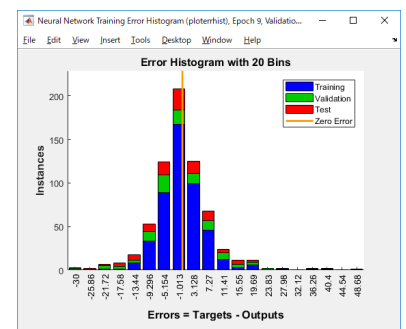 Neural Network Training Error Histogram (ploterrhist), Epoch 9, Validatio...
File Edit View Insert Tools Desktop Window Help
Error Histogram with 20 Bins
Training
Validation
Test
Zero Error
200
150
100
50
0
Instances
-30 -25.86 -21.72 -17.58 -13.44 -9.296 -5.154 -1.013 3.128 7.27 11.41 15.55 19.69 23.83 27.98 32.12 36.26 40.4 44.54 48.68
Errors = Targets - Outputs